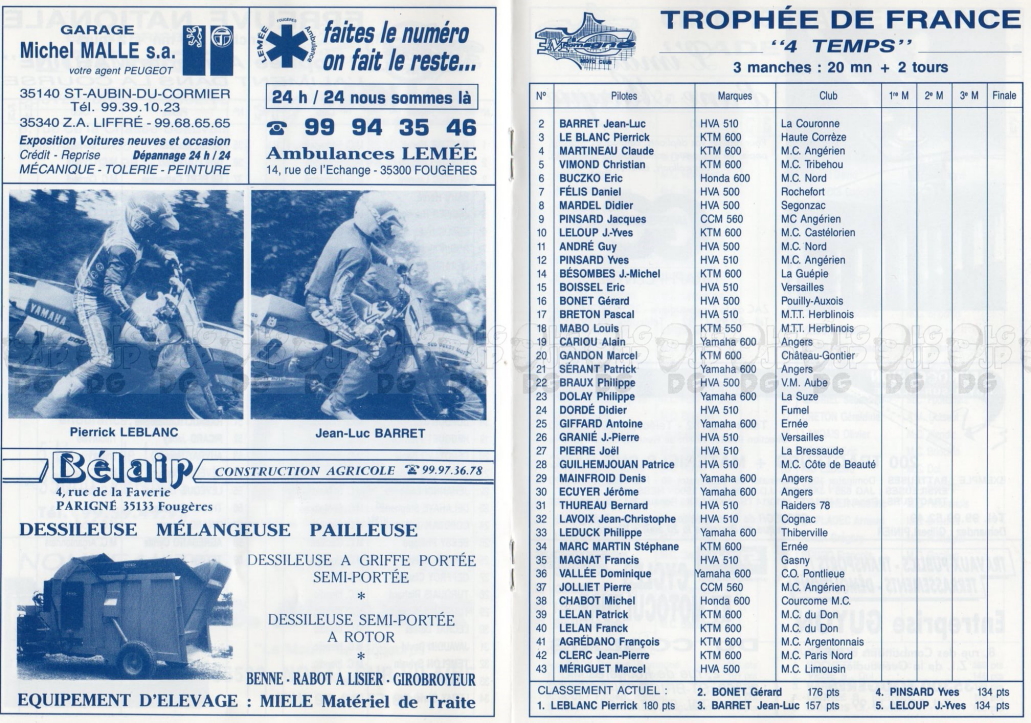 GARAGE
Michel MALLE s.a.
votre agent PEUGEOT
35140 ST-AUBIN-DU-CORMIER
Tél. 99.39.10.23
35340 Z.A. LIFFRÉ - 99.68.65.65
Exposition Voitures neuves et occasion
Crédit - Reprise Dépannage 24 h / 24
MÉCANIQUE - TOLERIE - PEINTURE
faites le numéro
on fait le reste...
24 h / 24 nous sommes là
☎ 99 94 35 46
Ambulances LEMÉE
14, rue de l'Echange - 35300 FOUGÈRES
YAMAHA
Pierrick LEBLANC
Jean-Luc BARRET
Bélair CONSTRUCTION AGRICOLE ☎ 99.97.36.78
4, rue de la Faverie
PARIGNÉ 35133 Fougères
DESSILEUSE MÉLANGEUSE PAILLEUSE
DESSILEUSE A GRIFFE PORTÉE
SEMI-PORTÉE
*
DESSILEUSE SEMI-PORTÉE
A ROTOR
*
BENNE - RABOT A LISIER - GIROBROYEUR
EQUIPEMENT D'ELEVAGE : MIELE Matériel de Traite
TROPHÉE DE FRANCE
"4 TEMPS"
3 manches : 20 mn + 2 tours
N° Pilotes Marques Club 1re M 2e M 3e M Finale
2 BARRET Jean-Luc HVA 510 La Couronne
3 LE BLANC Pierrick KTM 600 Haute Corrèze
4 MARTINEAU Claude KTM 600 M.C. Angérien
5 VIMOND Christian KTM 600 M.C. Tribehou
6 BUCZKO Eric Honda 600 M.C. Nord
7 FÉLIS Daniel HVA 500 Rochefort
8 MARDEL Didier HVA 500 Segonzac
9 PINSARD Jacques CCM 560 MC Angérien
10 LELOUP J.-Yves KTM 600 M.C. Castélorien
11 ANDRÉ Guy HVA 500 M.C. Nord
12 PINSARD Yves HVA 510 M.C. Angérien
14 BÉSOMBES J.-Michel KTM 600 La Guépie
15 BOISSEL Eric HVA 510 Versailles
16 BONET Gérard HVA 500 Pouilly-Auxois
17 BRETON Pascal HVA 510 M.T.T. Herblinois
18 MABO Louis KTM 550 M.T.T. Herblinois
19 CARIOU Alain Yamaha 600 Angers
20 GANDON Marcel KTM 600 Château-Gontier
21 SÉRANT Patrick Yamaha 600 Angers
22 BRAUX Philippe HVA 500 V.M. Aube
23 DOLAY Philippe Yamaha 600 La Suze
24 DORDÉ Didier HVA 510 Fumel
25 GIFFARD Antoine Yamaha 600 Ernée
26 GRANIÉ J.-Pierre HVA 510 Versailles
27 PIERRE Joël HVA 510 La Bressaude
28 GUILHEMJOUAN Patrice HVA 510 M.C. Côte de Beauté
29 MAINFROID Denis Yamaha 600 Angers
30 ECUYER Jérôme Yamaha 600 Angers
31 THUREAU Bernard HVA 510 Raiders 78
32 LAVOIX Jean-Christophe HVA 510 Cognac
33 LEDUCK Philippe Yamaha 600 Thiberville
34 MARC MARTIN Stéphane KTM 600 Ernée
35 MAGNAT Francis HVA 510 Gasny
36 VALLÉE Dominique Yamaha 600 C.O. Pontlieue
37 JOLLIET Pierre CCM 560 M.C. Angérien
38 CHABOT Michel Honda 600 Courcome M.C.
39 LELAN Patrick KTM 600 M.C. du Don
40 LELAN Franck KTM 600 M.C. du Don
41 AGRÉDANO François KTM 600 M.C. Argentonnais
42 CLERC Jean-Pierre KTM 600 M.C. Paris Nord
43 MÉRIGUET Marcel HVA 500 M.C. Limousin
CLASSEMENT ACTUEL : 2. BONET Gérard 176 pts 4. PINSARD Yves 134 pts
1. LEBLANC Pierrick 180 pts 3. BARRET Jean-Luc 157 pts 5. LELOUP J.-Yves 134 pts